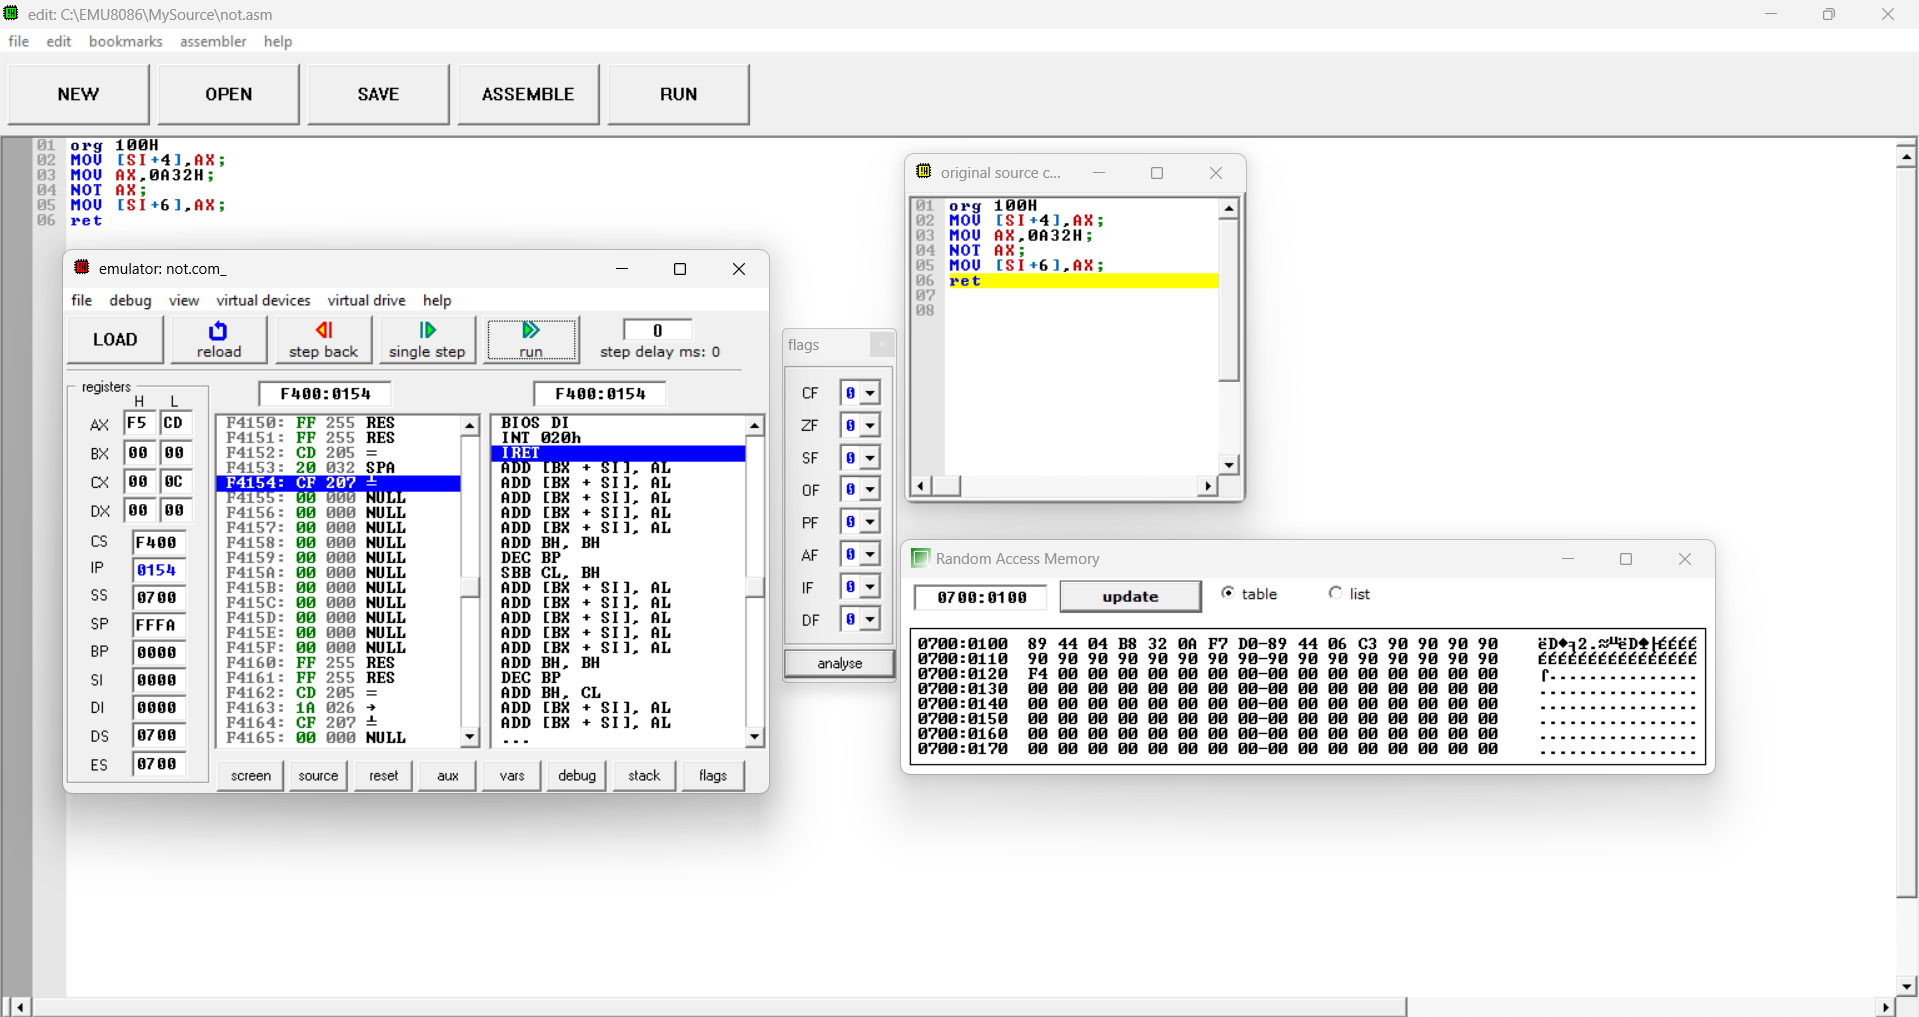 edit: C:\EMU8086\MySource\not.asm
file edit bookmarks assembler help
NEW OPEN SAVE ASSEMBLE RUN
01 org 100H
02 MOV [SI+4],AX;
03 MOV AX,0A32H;
04 NOT AX;
05 MOV [SI+6],AX;
06 ret
emulator: not.com_
file debug view virtual devices virtual drive help
LOAD reload step back single step run 0 step delay ms: 0
registers
H L
AX F5 CD
BX 00 00
CX 00 0C
DX 00 00
CS F400
IP 0154
SS 0700
SP FFFA
BP 0000
SI 0000
DI 0000
DS 0700
ES 0700
F400:0154 F400:0154
F4150: FF 255 RES
F4151: FF 255 RES
F4152: CD 205 =
F4153: 20 032 SPA
F4154: CF 207 ╧
F4155: 00 000 NULL
F4156: 00 000 NULL
F4157: 00 000 NULL
F4158: 00 000 NULL
F4159: 00 000 NULL
F415A: 00 000 NULL
F415B: 00 000 NULL
F415C: 00 000 NULL
F415D: 00 000 NULL
F415E: 00 000 NULL
F415F: 00 000 NULL
F4160: FF 255 RES
F4161: FF 255 RES
F4162: CD 205 =
F4163: 1A 026 →
F4164: CF 207 ╧
F4165: 00 000 NULL
BIOS DI
INT 020h
IRET
ADD [BX + SI], AL
ADD [BX + SI], AL
ADD [BX + SI], AL
ADD [BX + SI], AL
ADD [BX + SI], AL
ADD BH, BH
DEC BP
SBB CL, BH
ADD [BX + SI], AL
ADD [BX + SI], AL
ADD [BX + SI], AL
ADD [BX + SI], AL
ADD [BX + SI], AL
ADD BH, BH
DEC BP
ADD BH, CL
ADD [BX + SI], AL
ADD [BX + SI], AL
...
screen source reset aux vars debug stack flags
flags
CF 0
ZF 0
SF 0
OF 0
PF 0
AF 0
IF 0
DF 0
analyse
original source c...
01 org 100H
02 MOV [SI+4],AX;
03 MOV AX,0A32H;
04 NOT AX;
05 MOV [SI+6],AX;
06 ret
07
08
Random Access Memory
0700:0100 update table list
0700:0100 89 44 04 B8 32 0A F7 D0-89 44 06 C3 90 90 90 90 ëD♦╕2.≈╨ëD♠├ÉÉÉÉ
0700:0110 90 90 90 90 90 90 90 90-90 90 90 90 90 90 90 90 ÉÉÉÉÉÉÉÉÉÉÉÉÉÉÉÉ
0700:0120 F4 00 00 00 00 00 00 00-00 00 00 00 00 00 00 00 ⌠...............
0700:0130 00 00 00 00 00 00 00 00-00 00 00 00 00 00 00 00 ................
0700:0140 00 00 00 00 00 00 00 00-00 00 00 00 00 00 00 00 ................
0700:0150 00 00 00 00 00 00 00 00-00 00 00 00 00 00 00 00 ................
0700:0160 00 00 00 00 00 00 00 00-00 00 00 00 00 00 00 00 ................
0700:0170 00 00 00 00 00 00 00 00-00 00 00 00 00 00 00 00 ................